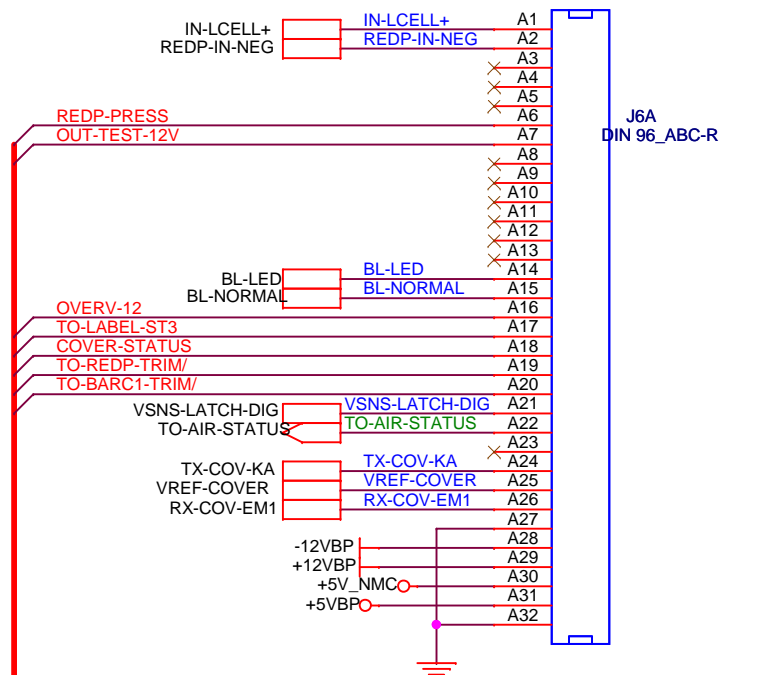 IN-LCELL+ IN-LCELL+ A1
REDP-IN-NEG REDP-IN-NEG A2
A3
A4
A5
REDP-PRESS A6
OUT-TEST-12V A7
J6A
DIN 96_ABC-R
A8
A9
A10
A11
A12
A13
BL-LED BL-LED A14
BL-NORMAL BL-NORMAL A15
OVERV-12 A16
TO-LABEL-ST3 A17
COVER-STATUS A18
TO-REDP-TRIM/ A19
TO-BARC1-TRIM/ A20
VSNS-LATCH-DIG VSNS-LATCH-DIG A21
TO-AIR-STATUS TO-AIR-STATUS A22
A23
TX-COV-KA TX-COV-KA A24
VREF-COVER VREF-COVER A25
RX-COV-EM1 RX-COV-EM1 A26
A27
-12VBP A28
+12VBP A29
+5V_NMC A30
+5VBP A31
A32